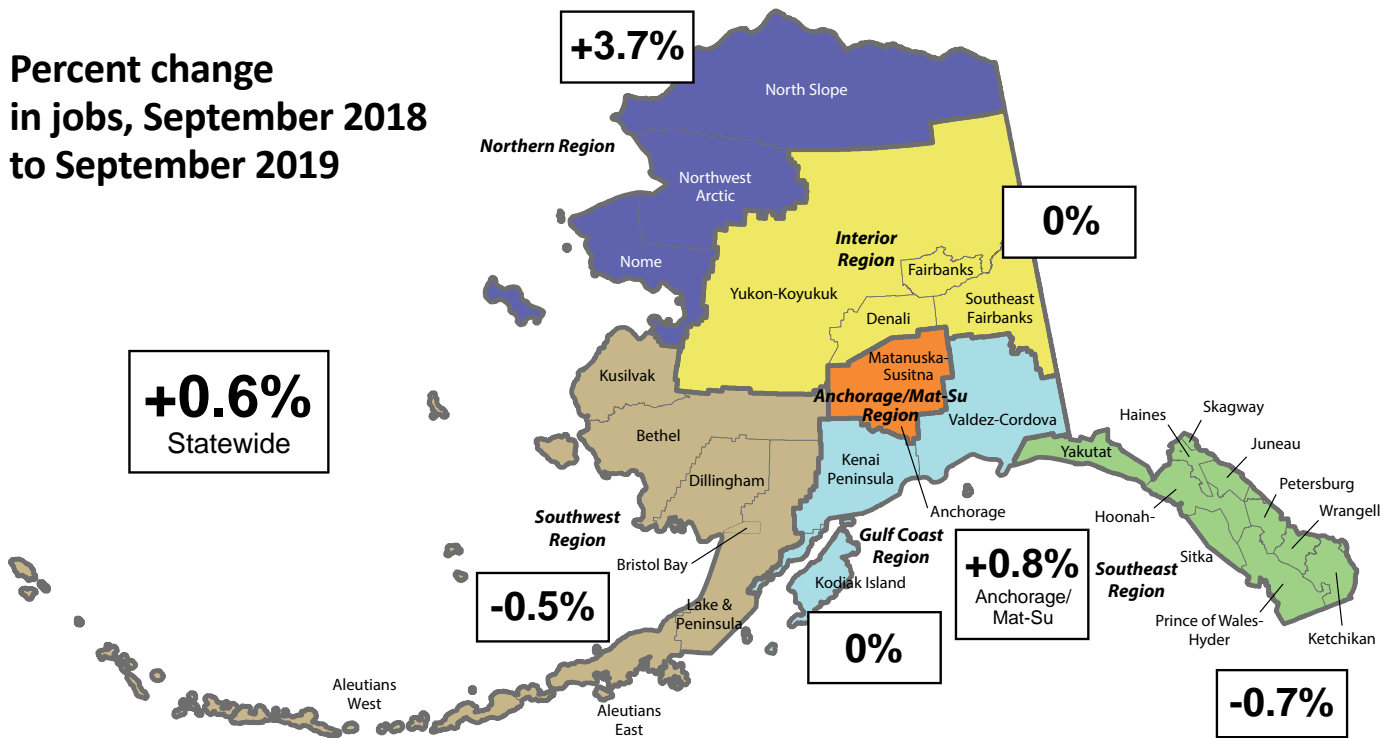 Percent change
in jobs, September 2018
to September 2019
+3.7%
North Slope
Northern Region
Northwest
Arctic
Nome
0%
Interior
Region
Fairbanks
Yukon-Koyukuk
Southeast
Fairbanks
Denali
+0.6%
Statewide
Kusilvak
Matanuska-
Susitna
Anchorage/Mat-Su
Region
Valdez-Cordova
Bethel
Haines
Skagway
Yakutat
Juneau
Kenai
Peninsula
Dillingham
Petersburg
Anchorage
Hoonah-
Wrangell
Southwest
Region
Gulf Coast
Region
Bristol Bay
Sitka
+0.8%
Anchorage/
Mat-Su
Southeast
Region
Kodiak Island
-0.5%
Lake &
Peninsula
Prince of Wales-
Hyder
Ketchikan
0%
Aleutians
West
Aleutians
East
-0.7%